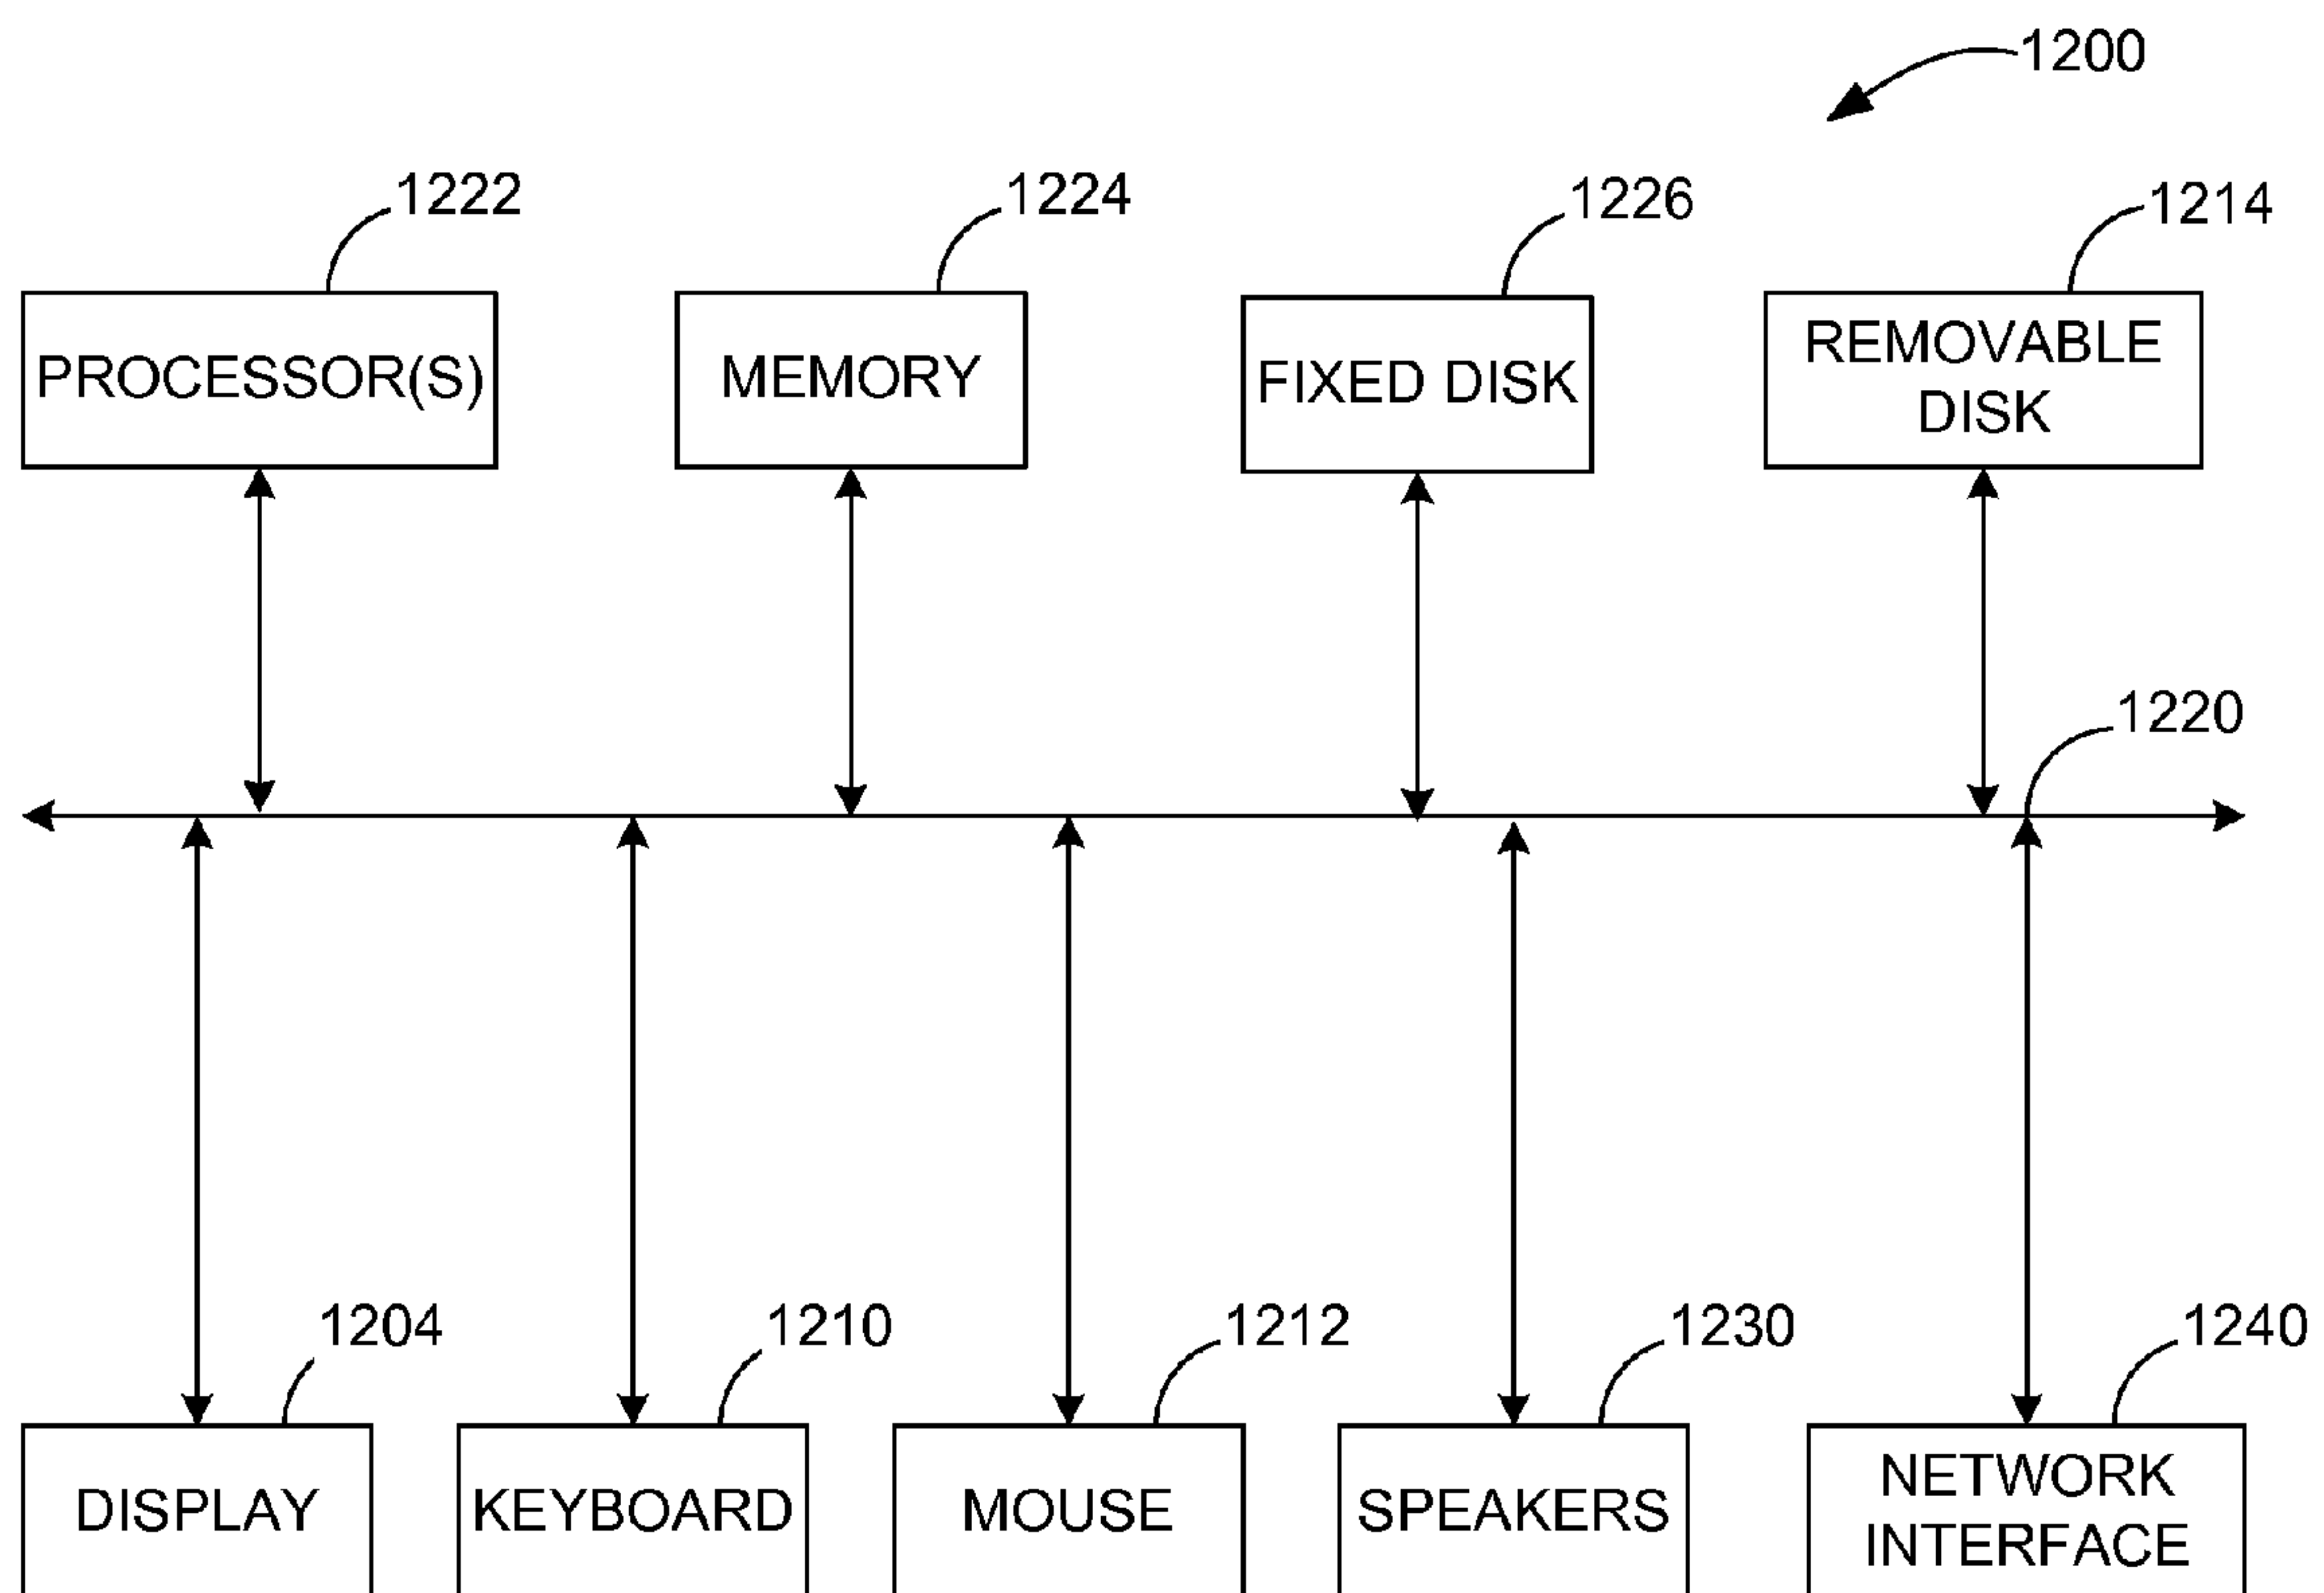 1200
1222
1224
1226
1214
PROCESSOR(S)
MEMORY
FIXED DISK
REMOVABLE
DISK
1220
1204
1210
1212
1230
1240
DISPLAY
KEYBOARD
MOUSE
SPEAKERS
NETWORK
INTERFACE